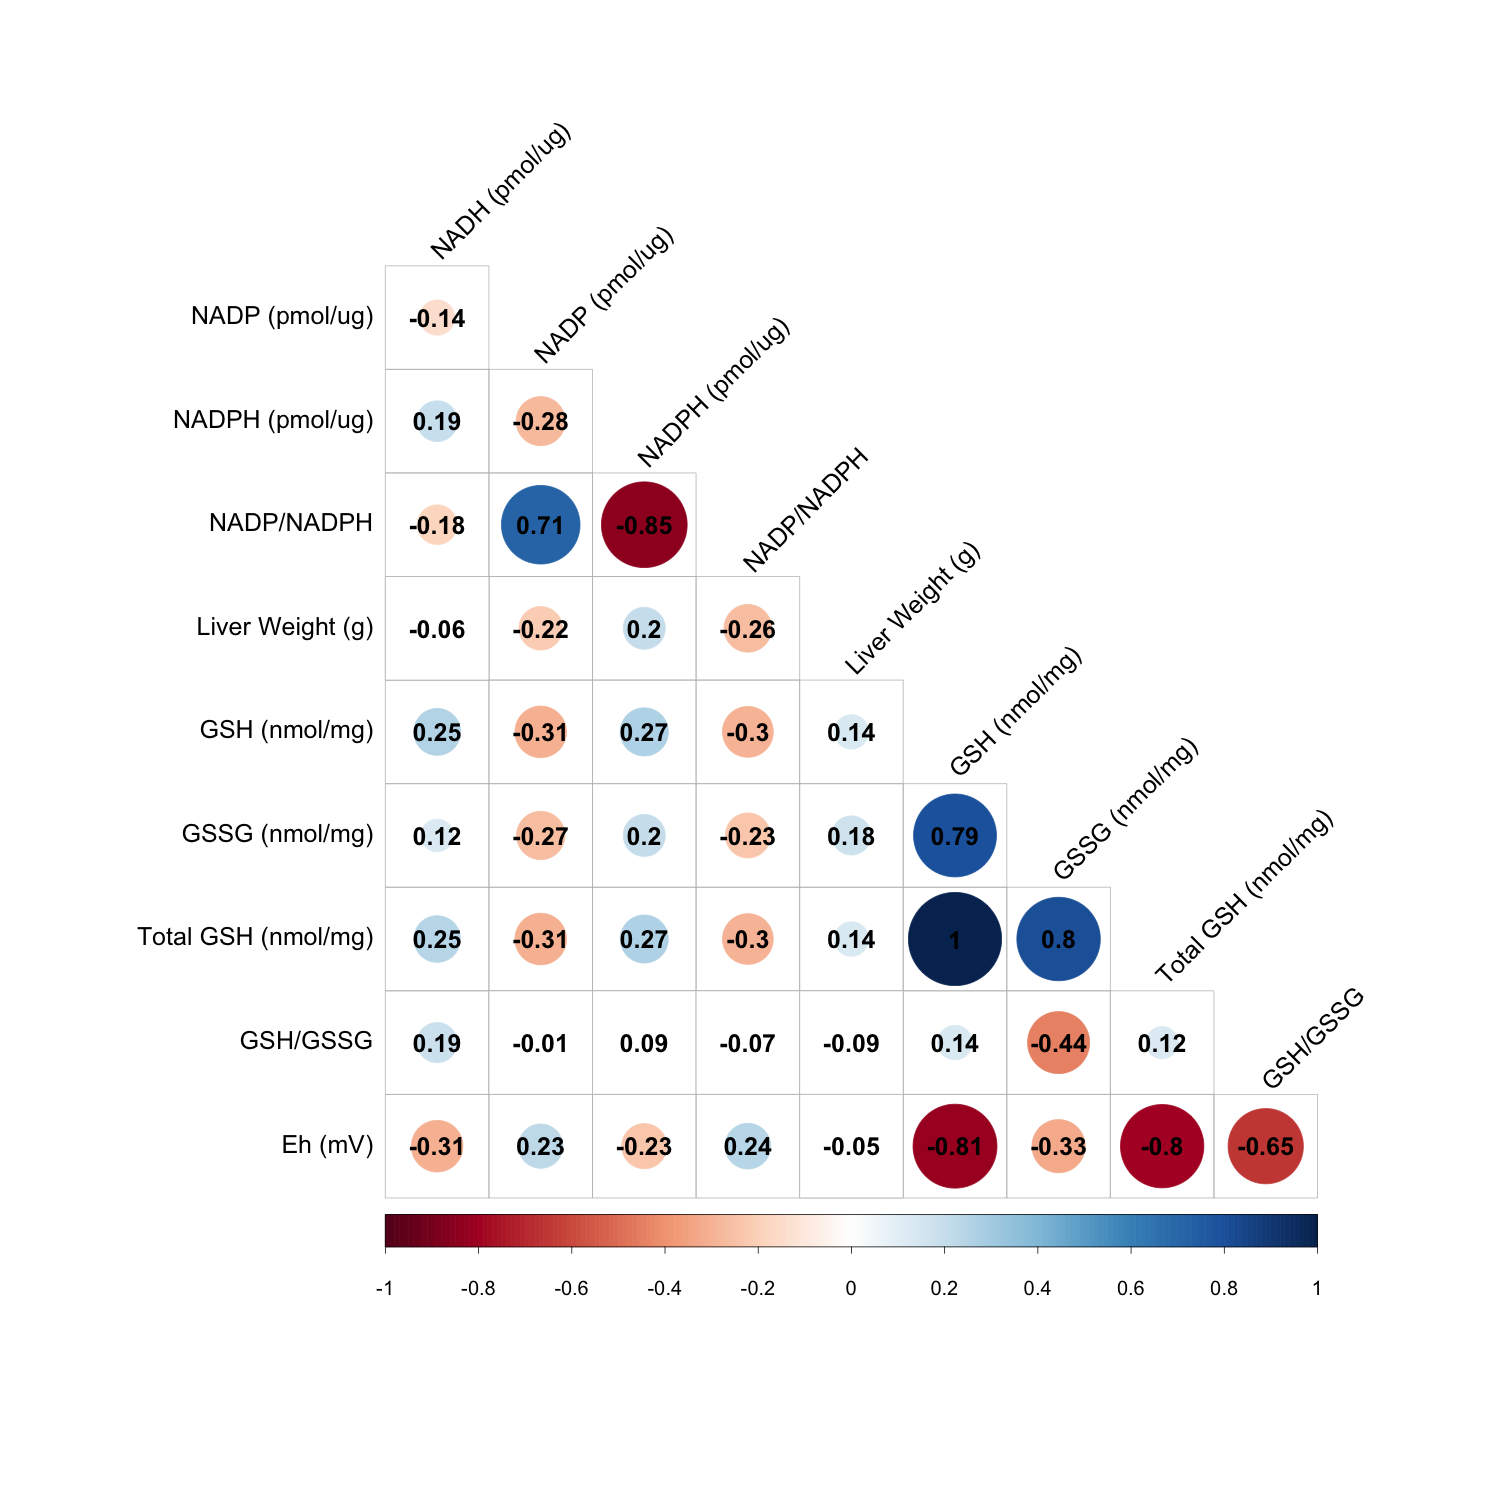 NADH (pmol/ug)
NADP (pmol/ug)
NADPH (pmol/ug)
NADP/NADPH
Liver Weight (g)
GSH (nmol/mg)
GSSG (nmol/mg)
Total GSH (nmol/mg)
GSH/GSSG
NADP (pmol/ug) -0.14
NADPH (pmol/ug) 0.19 -0.28
NADP/NADPH -0.18 0.71 -0.85
Liver Weight (g) -0.06 -0.22 0.2 -0.26
GSH (nmol/mg) 0.25 -0.31 0.27 -0.3 0.14
GSSG (nmol/mg) 0.12 -0.27 0.2 -0.23 0.18 0.79
Total GSH (nmol/mg) 0.25 -0.31 0.27 -0.3 0.14 1 0.8
GSH/GSSG 0.19 -0.01 0.09 -0.07 -0.09 0.14 -0.44 0.12
Eh (mV) -0.31 0.23 -0.23 0.24 -0.05 -0.81 -0.33 -0.8 -0.65
-1 -0.8 -0.6 -0.4 -0.2 0 0.2 0.4 0.6 0.8 1